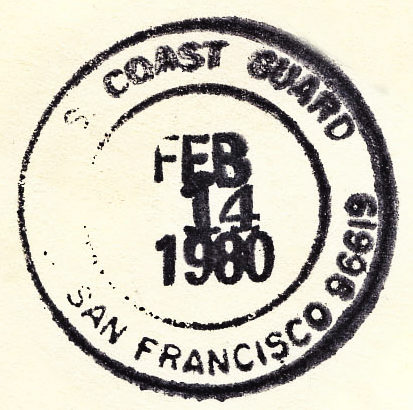 S COAST GUARD
FEB
14
1980
SAN FRANCISCO 96619